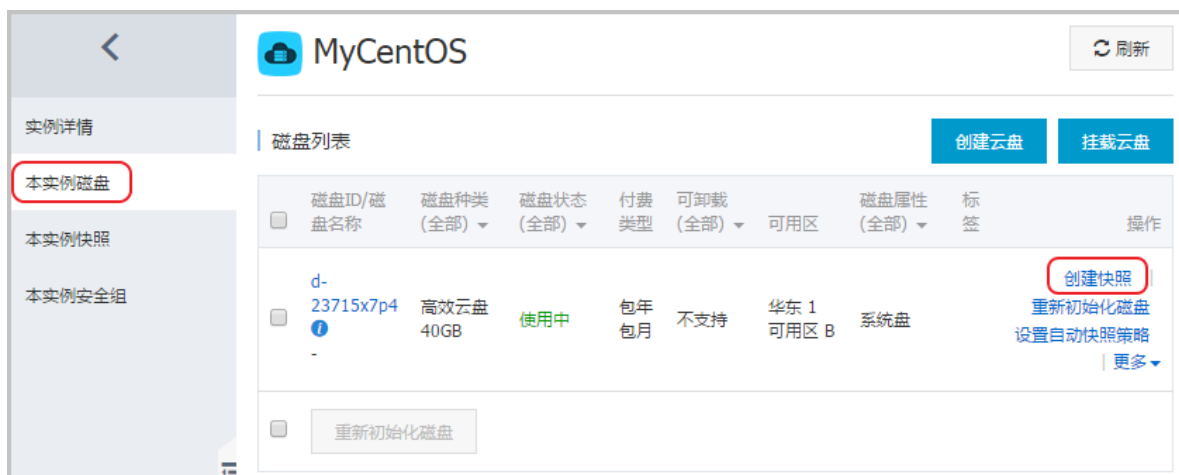 MyCentOS
刷新
实例详情
本实例磁盘
本实例快照
本实例安全组
磁盘列表
创建云盘
挂载云盘
磁盘ID/磁
盘名称
磁盘种类
(全部)
磁盘状态
(全部)
付费
类型
可卸载
(全部)
可用区
磁盘属性
(全部)
标
签
操作
d-
23715x7p4
-
高效云盘
40GB
使用中
包年
包月
不支持
华东 1
可用区 B
系统盘
创建快照 |
重新初始化磁盘
设置自动快照策略
| 更多
重新初始化磁盘